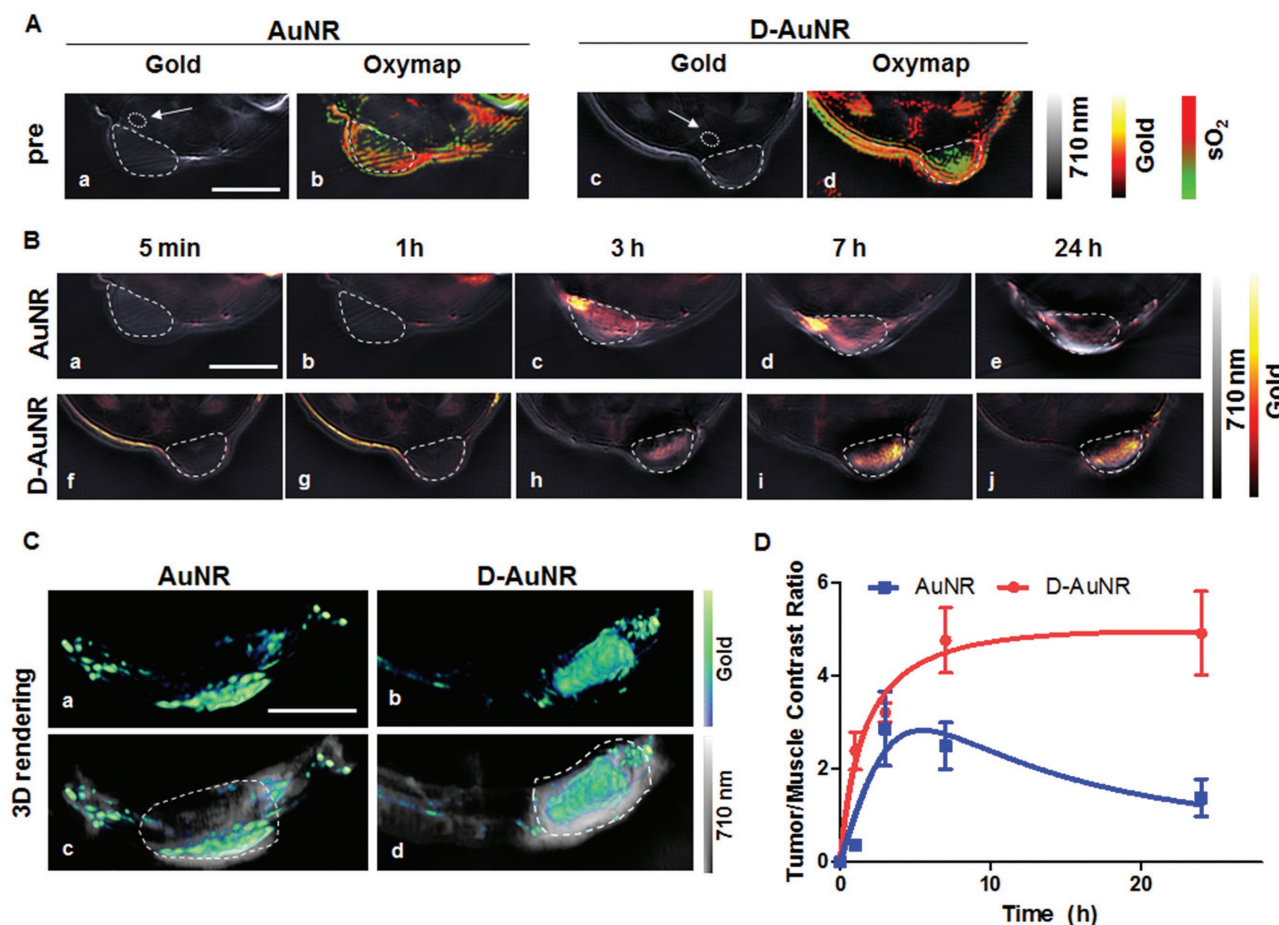 A
AuNR
D-AuNR
Gold
Oxymap
Gold
Oxymap
pre
a
b
c
d
710 nm
Gold
sO2
B
5 min
1h
3 h
7 h
24 h
AuNR
a
b
c
d
e
D-AuNR
f
g
h
i
j
710 nm
Gold
C
AuNR
D-AuNR
3D rendering
a
b
Gold
c
d
710 nm
D
Tumor/Muscle Contrast Ratio
6
4
2
0
AuNR
D-AuNR
0
10
20
Time (h)